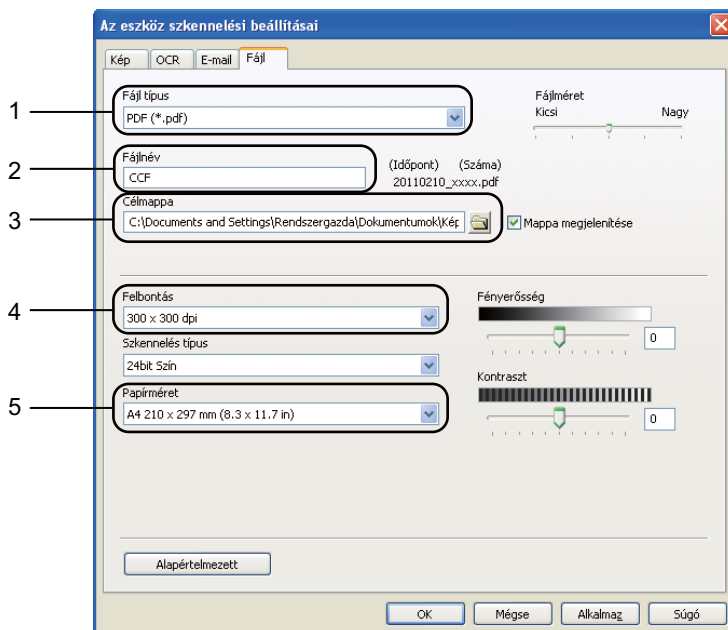 Az eszköz szkennelési beállításai
Kép OCR E-mail Fájl
1
Fájl típus
PDF (*.pdf)
Fájlméret
Kicsi Nagy
2
Fájlnév
CCF
(Időpont) (Száma)
20110210_xxxx.pdf
3
Célmappa
C:\Documents and Settings\Rendszergazda\Dokumentumok\Kép
Mappa megjelenítése
4
Felbontás
300 x 300 dpi
Fényerősség
0
Szkennelés típus
24bit Szín
Kontraszt
0
5
Papírméret
A4 210 x 297 mm (8.3 x 11.7 in)
Alapértelmezett
OK Mégse Alkalmaz Súgó